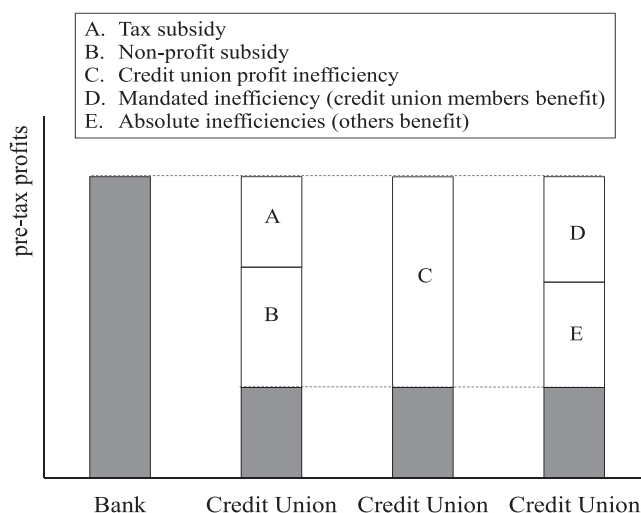 A. Tax subsidy
B. Non-profit subsidy
C. Credit union profit inefficiency
D. Mandated inefficiency (credit union members benefit)
E. Absolute inefficiencies (others benefit)
pre-tax profits
A
B
C
D
E
Bank Credit Union Credit Union Credit Union